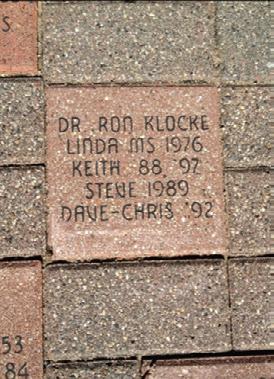 S
DR. RON KLOCKE
LINDA MS 1976
KEITH 88 '97
STEVE 1989
DAVE-CHRIS '92
53
84